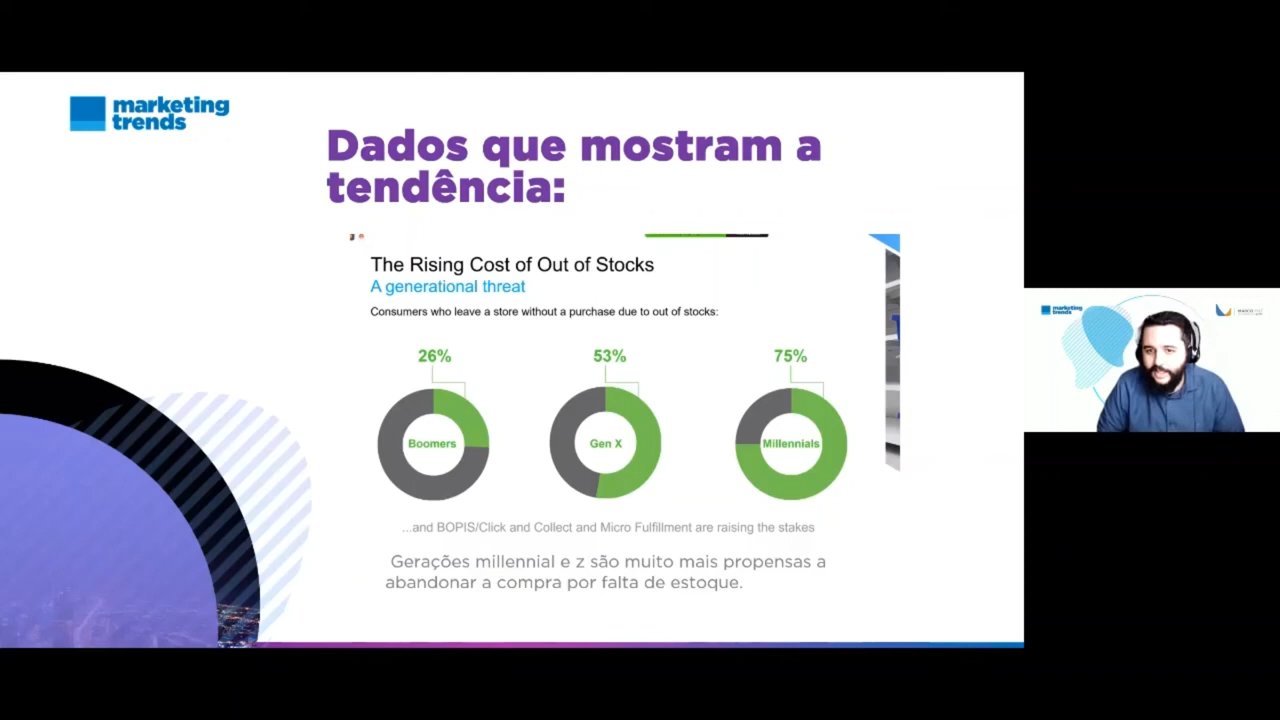 marketing
trends
Dados que mostram a
tendência:
The Rising Cost of Out of Stocks
A generational threat
Consumers who leave a store without a purchase due to out of stocks:
26%
53%
75%
Boomers
Gen X
Millennials
...and BOPIS/Click and Collect and Micro Fulfillment are raising the stakes
Gerações millennial e z são muito mais propensas a
abandonar a compra por falta de estoque.
marketing
trends